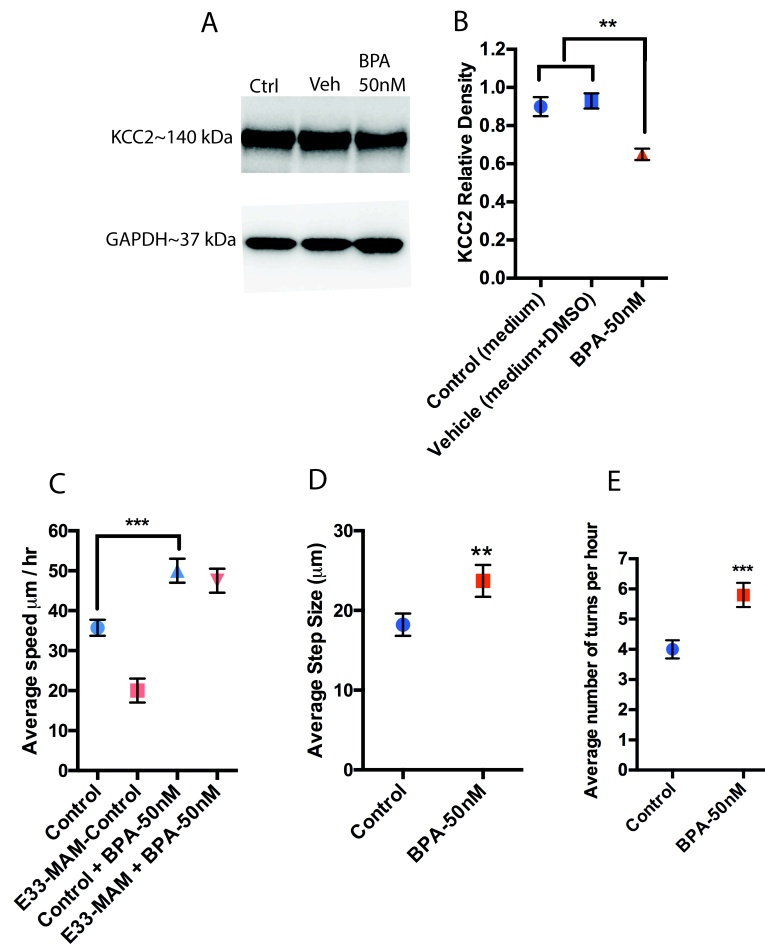 A
Ctrl
Veh
BPA
50nM
KCC2~140 kDa
GAPDH~37 kDa
B
**
KCC2 Relative Density
1.2
1.0
0.8
0.6
0.4
0.2
0.0
Control (medium)
Vehicle (medium+DMSO)
BPA-50nM
C
***
Average speed μm / hr
60
50
40
30
20
10
0
Control
E33-MAM-Control
Control + BPA-50nM
E33-MAM + BPA-50nM
D
**
Average Step Size (μm)
30
20
10
0
Control
BPA-50nM
E
***
Average number of turns per hour
7
6
5
4
3
2
1
0
Control
BPA-50nM